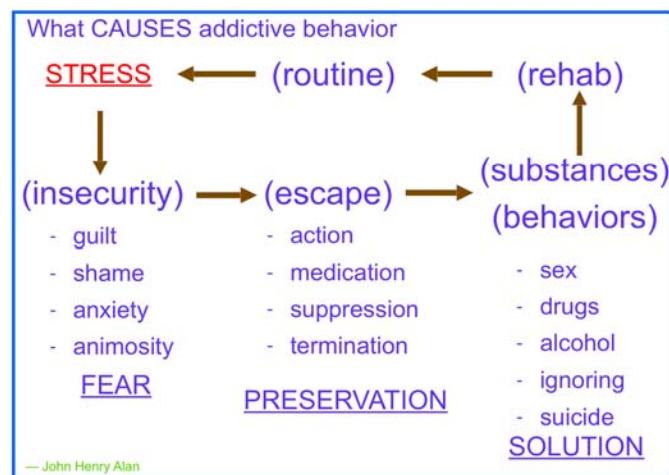 What CAUSES addictive behavior
STRESS
(routine)
(rehab)
(insecurity)
- guilt
- shame
- anxiety
- animosity
FEAR
(escape)
- action
- medication
- suppression
- termination
PRESERVATION
(substances)
(behaviors)
- sex
- drugs
- alcohol
- ignoring
- suicide
SOLUTION
— John Henry Alan